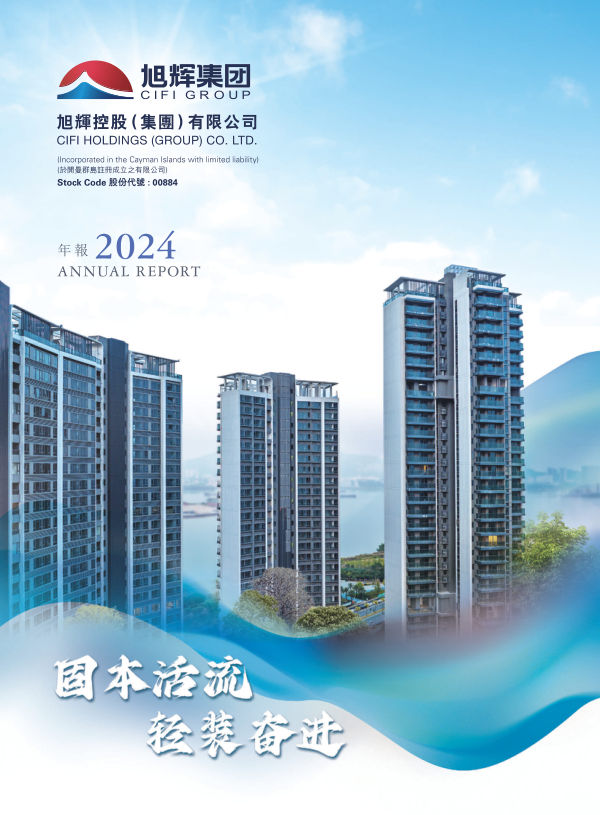 旭辉集团
CIFI GROUP
旭輝控股（集團）有限公司
CIFI HOLDINGS (GROUP) CO. LTD.
(Incorporated in the Cayman Islands with limited liability)
(於開曼群島註冊成立之有限公司)
Stock Code 股份代號 : 00884
年報 2024
ANNUAL REPORT
固本活流
轻装奋进